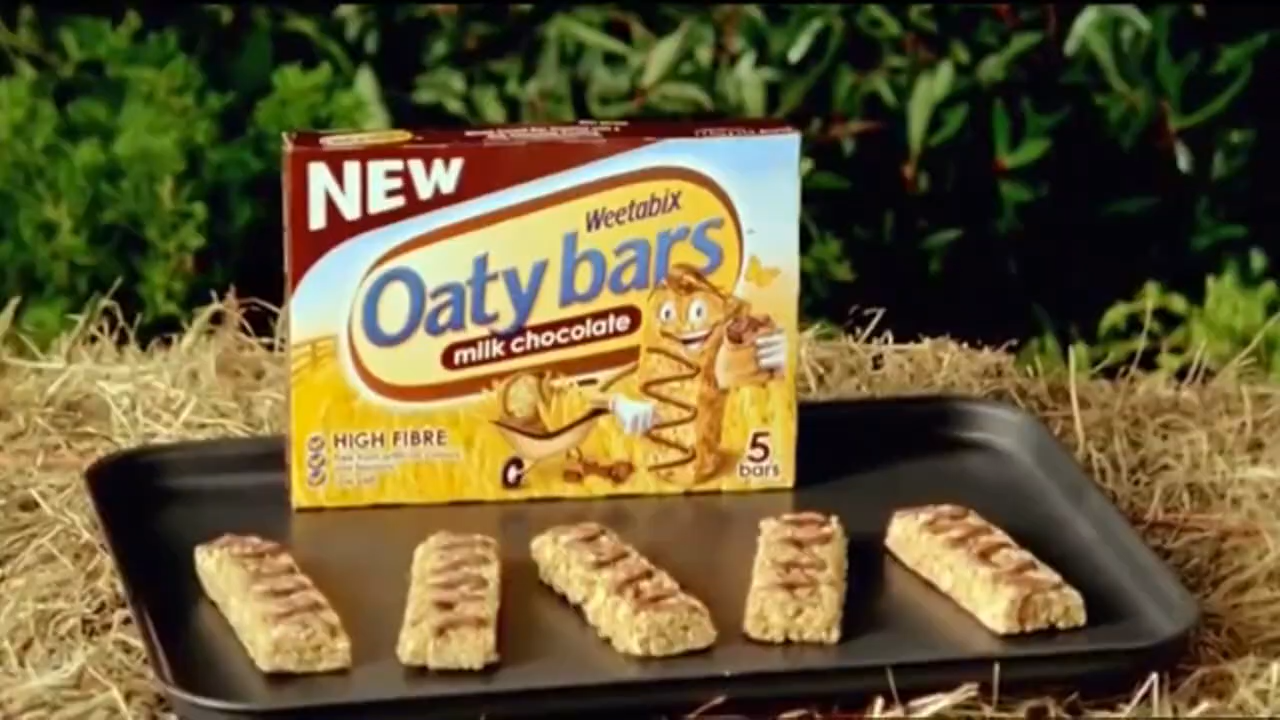 NEW
Weetabix
Oaty bars
milk chocolate
HIGH FIBRE
5
bars